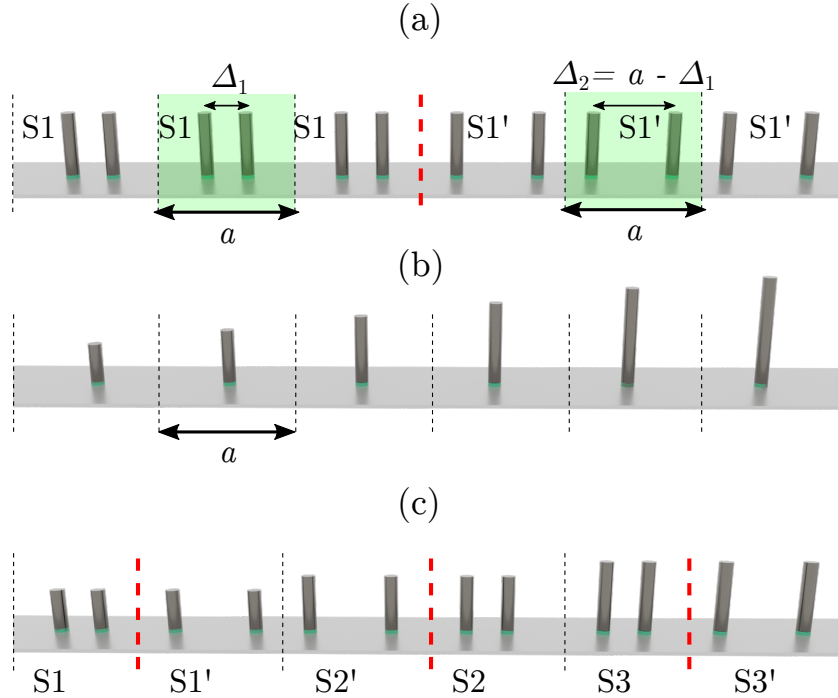 (a)
Δ₁
Δ₂= a - Δ₁
S1 S1 S1 S1' S1' S1'
a a
(b)
a
(c)
S1 S1' S2' S2 S3 S3'